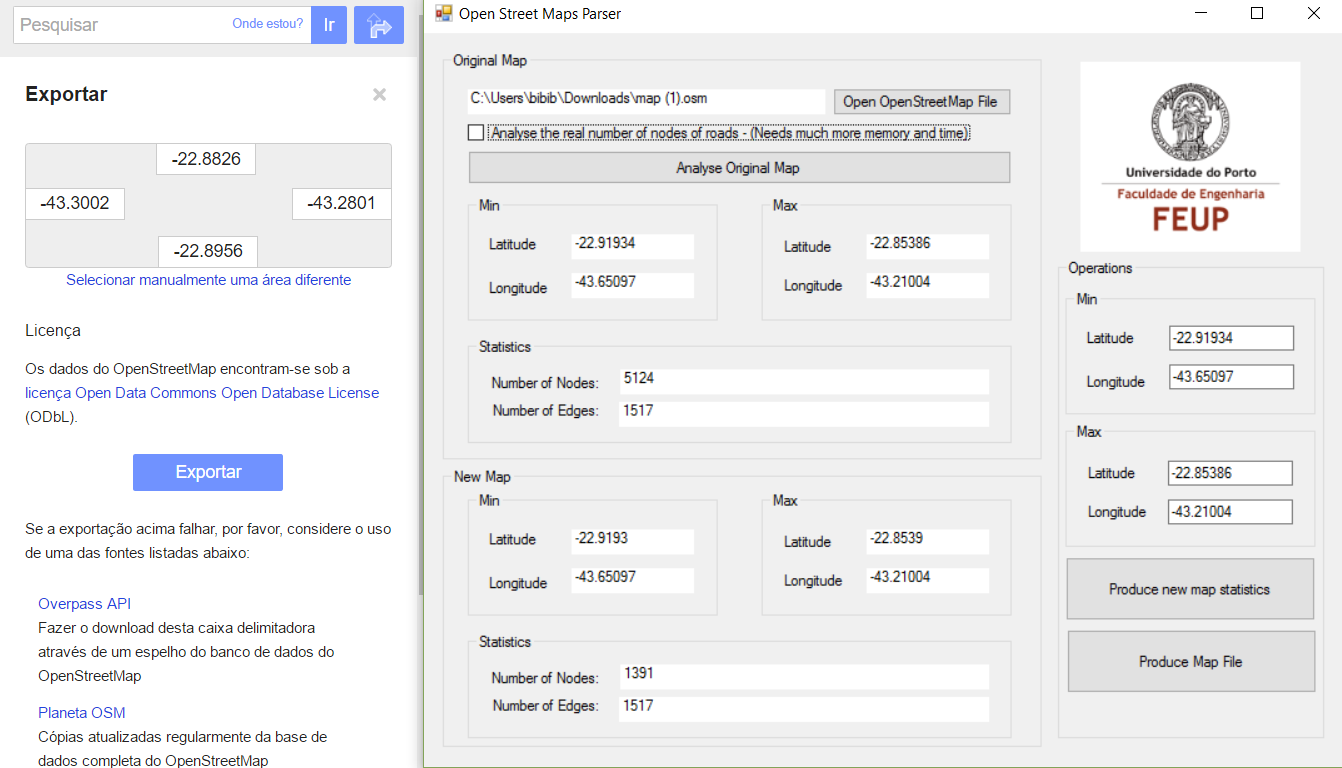 Pesquisar
Onde estou?
Ir
Exportar
×
-22.8826
-43.3002
-43.2801
-22.8956
Selecionar manualmente uma área diferente
Licença
Os dados do OpenStreetMap encontram-se sob a
licença Open Data Commons Open Database License
(ODbL).
Exportar
Se a exportação acima falhar, por favor, considere o uso
de uma das fontes listadas abaixo:
Overpass API
Fazer o download desta caixa delimitadora
através de um espelho do banco de dados do
OpenStreetMap
Planeta OSM
Cópias atualizadas regularmente da base de
dados completa do OpenStreetMap
Open Street Maps Parser
Original Map
C:\Users\bibib\Downloads\map (1).osm
Open OpenStreetMap File
Analyse the real number of nodes of roads - (Needs much more memory and time)
Analyse Original Map
Min
Latitude -22.91934
Longitude -43.65097
Max
Latitude -22.85386
Longitude -43.21004
Statistics
Number of Nodes: 5124
Number of Edges: 1517
New Map
Min
Latitude -22.9193
Longitude -43.65097
Max
Latitude -22.8539
Longitude -43.21004
Statistics
Number of Nodes: 1391
Number of Edges: 1517
Universidade do Porto
Faculdade de Engenharia
FEUP
Operations
Min
Latitude -22.91934
Longitude -43.65097
Max
Latitude -22.85386
Longitude -43.21004
Produce new map statistics
Produce Map File